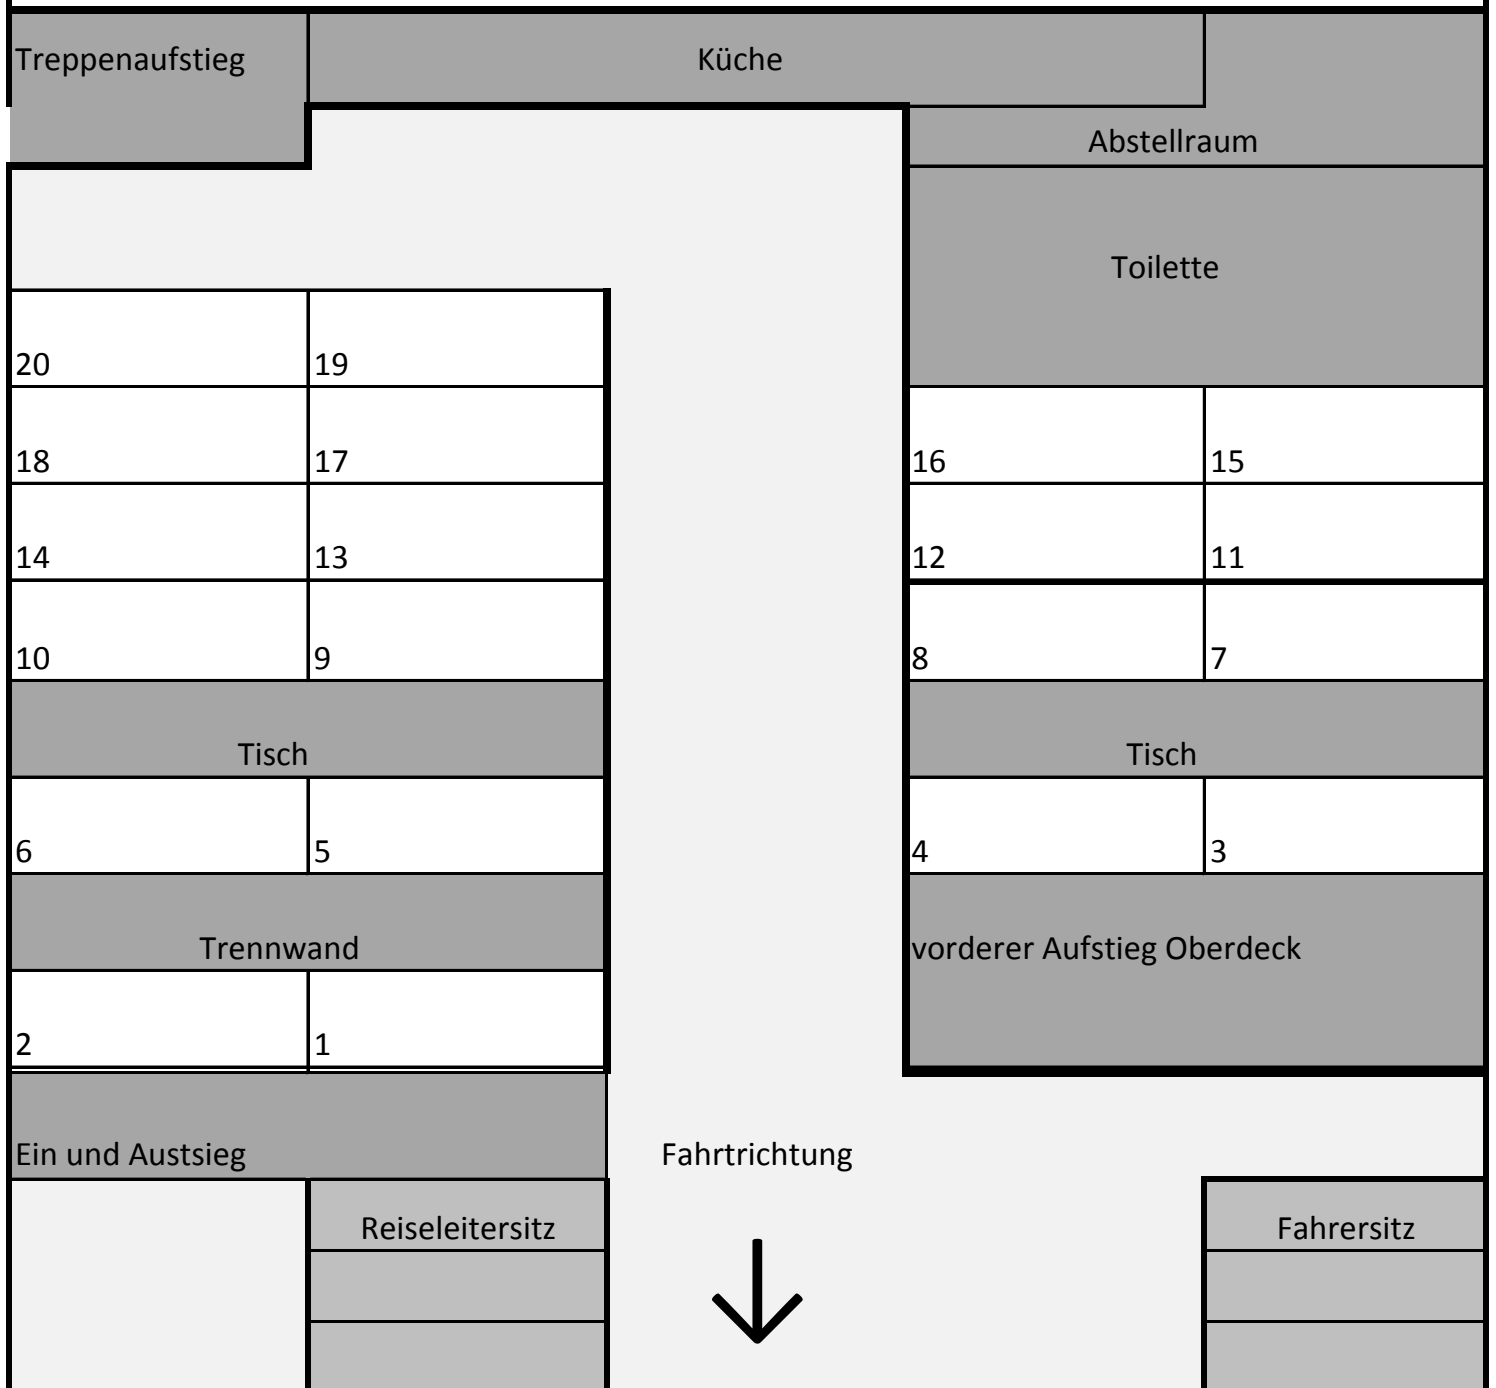 Treppenaufstieg Küche
Abstellraum
Toilette
20 19
18 17 16 15
14 13 12 11
10 9 8 7
Tisch Tisch
6 5 4 3
Trennwand vorderer Aufstieg Oberdeck
2 1
Ein und Austsieg Fahrtrichtung
Reiseleitersitz Fahrersitz